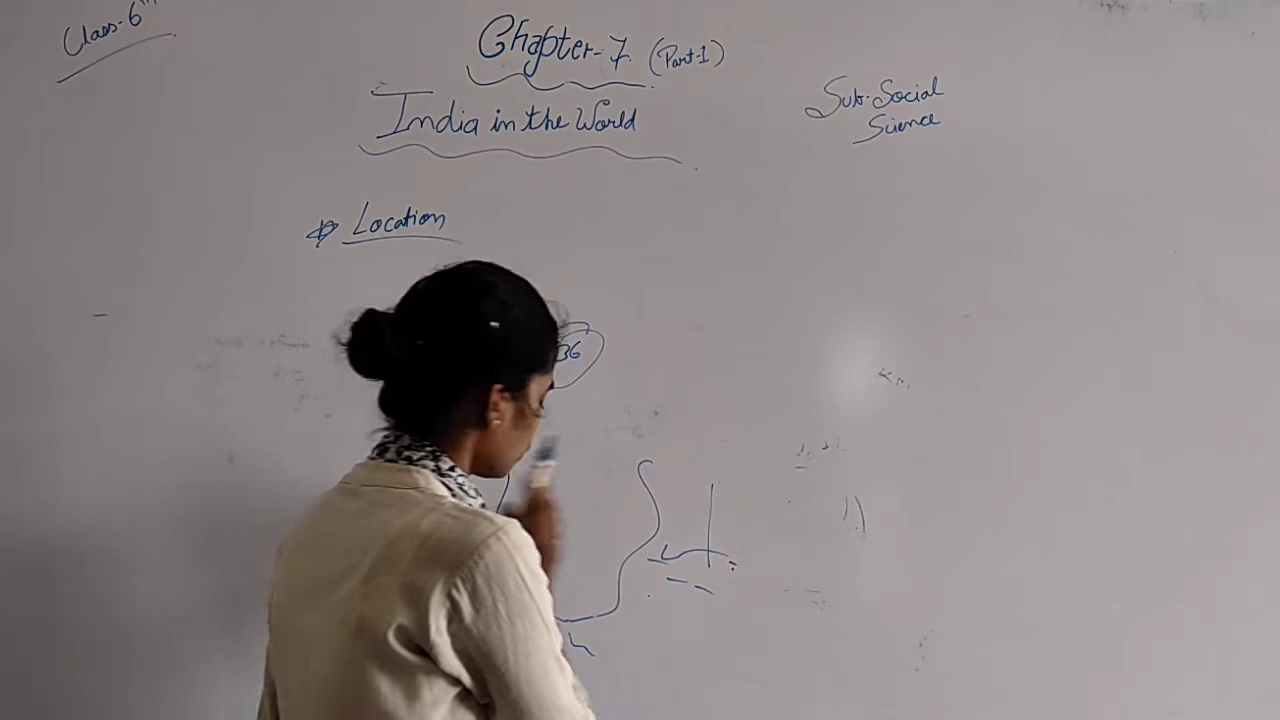 Class-6th
Chapter-7 (Part-1)
India in the World
Sub-Social
Science
Location
36